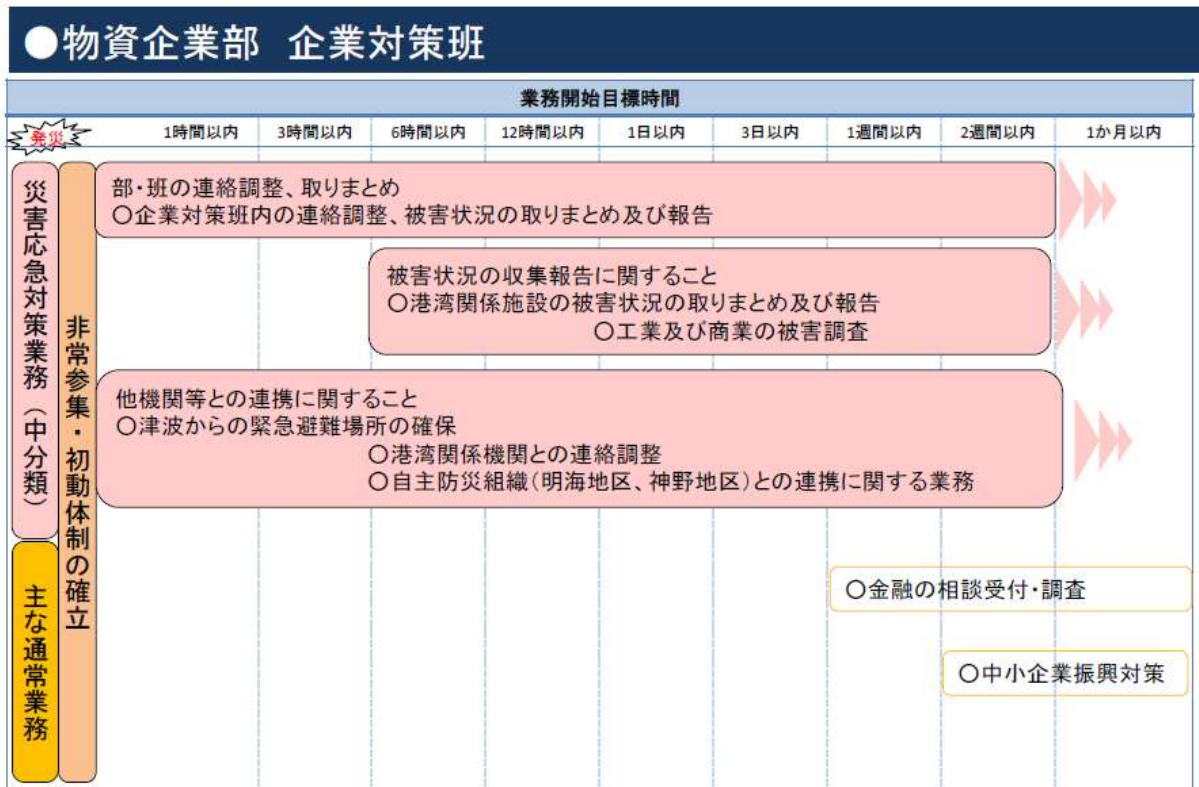 ●物資企業部 企業対策班
業務開始目標時間
発災
1時間以内
3時間以内
6時間以内
12時間以内
1日以内
3日以内
1週間以内
2週間以内
1か月以内
災害応急対策業務(中分類)
非常参集・初動体制の確立
部・班の連絡調整、取りまとめ
〇企業対策班内の連絡調整、被害状況の取りまとめ及び報告
被害状況の収集報告に関すること
〇港湾関係施設の被害状況の取りまとめ及び報告
〇工業及び商業の被害調査
他機関等との連携に関すること
〇津波からの緊急避難場所の確保
〇港湾関係機関との連絡調整
〇自主防災組織(明海地区、神野地区)との連携に関する業務
主な通常業務
〇金融の相談受付・調査
〇中小企業振興対策